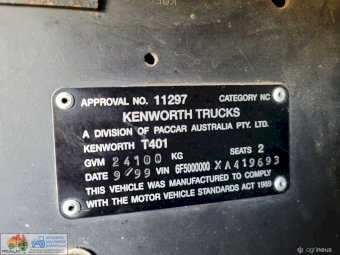 APPROVAL NO. 11297 CATEGORY NC
KENWORTH TRUCKS
A DIVISION OF PACCAR AUSTRALIA PTY. LTD.
KENWORTH T401
GVM 24100 KG SEATS 2
DATE 9/99 VIN 6F5000000XA419693
THIS VEHICLE WAS MANUFACTURED TO COMPLY
WITH THE MOTOR VEHICLE STANDARDS ACT 1989
REALM
agrineus